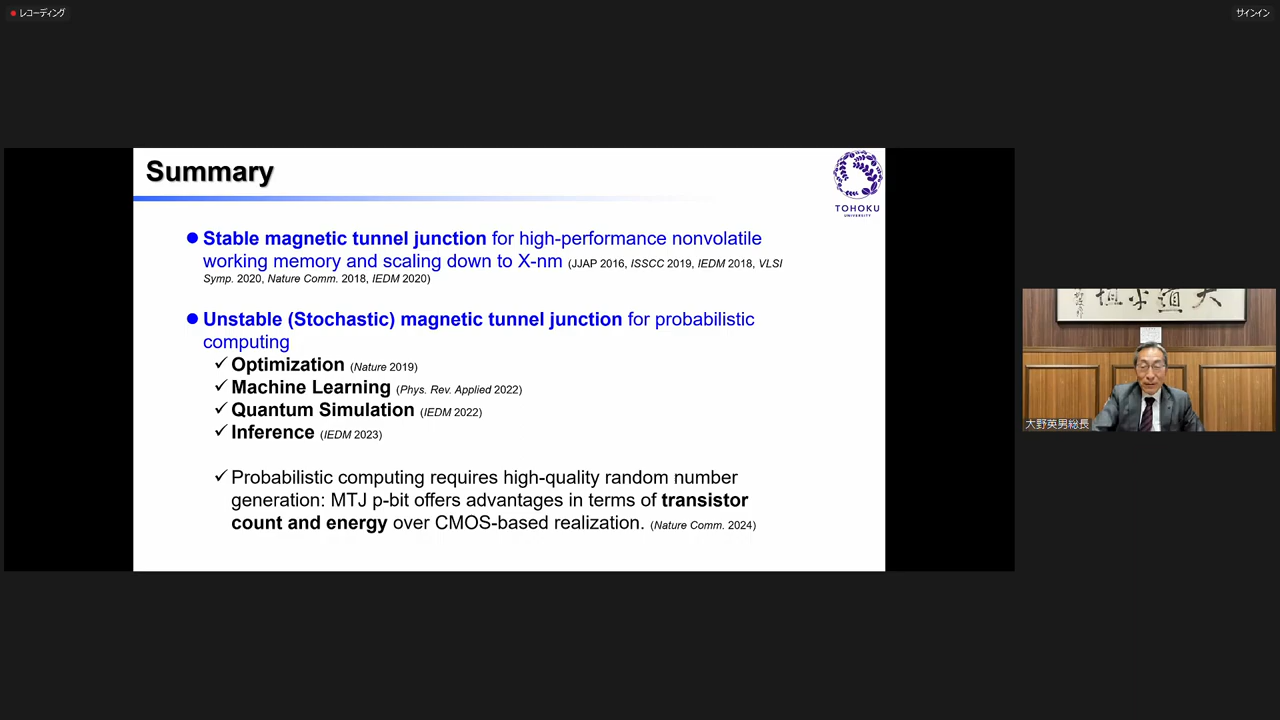 レコーディング
サインイン
Summary
TOHOKU
UNIVERSITY
Stable magnetic tunnel junction for high-performance nonvolatile
working memory and scaling down to X-nm (JJAP 2016, ISSCC 2019, IEDM 2018, VLSI
Symp. 2020, Nature Comm. 2018, IEDM 2020)
Unstable (Stochastic) magnetic tunnel junction for probabilistic
computing
✓ Optimization (Nature 2019)
✓ Machine Learning (Phys. Rev. Applied 2022)
✓ Quantum Simulation (IEDM 2022)
✓ Inference (IEDM 2023)
✓ Probabilistic computing requires high-quality random number
generation: MTJ p-bit offers advantages in terms of transistor
count and energy over CMOS-based realization. (Nature Comm. 2024)
大野英男総長